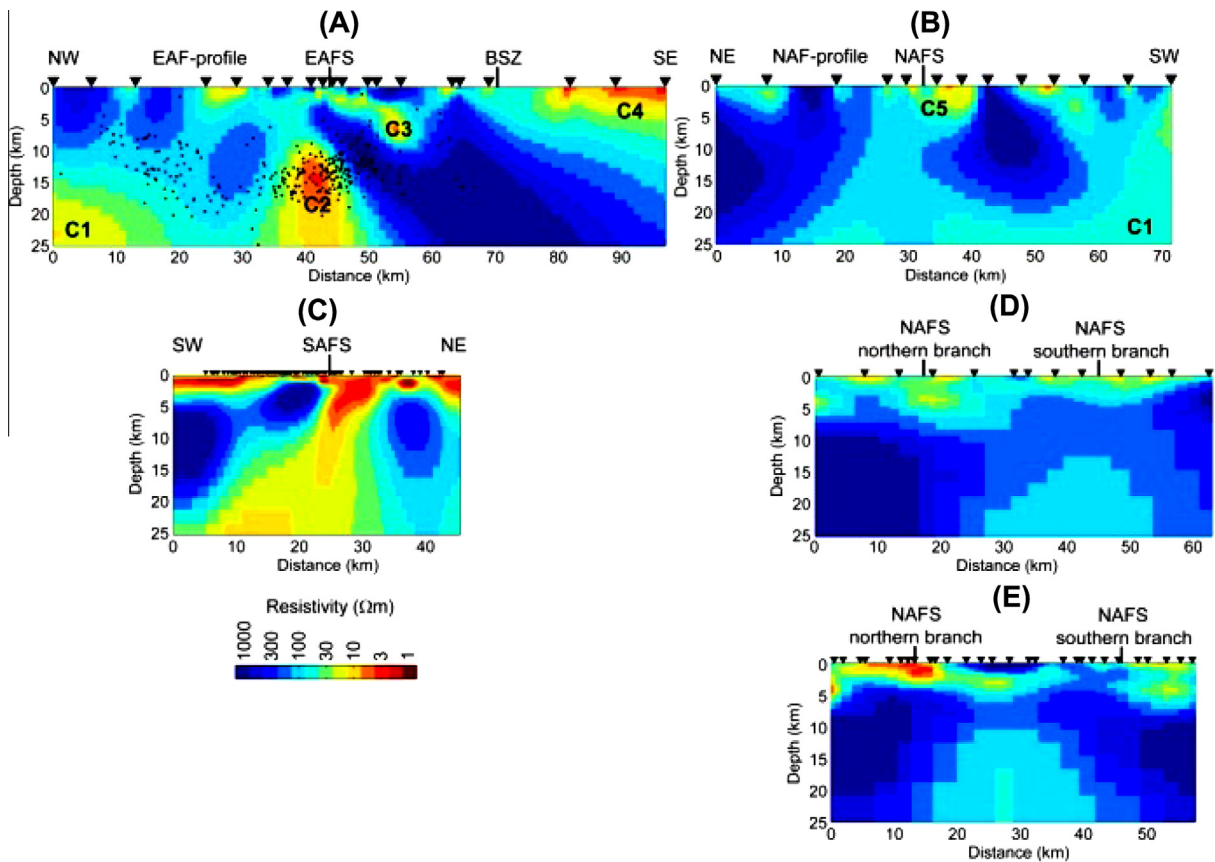 (A)
NW EAF-profile EAFS BSZ SE
0
5
10
15
20
25
Depth (km)
C1
C2
C3
C4
0 10 20 30 40 50 60 70 80 90
Distance (km)
(B)
NE NAF-profile NAFS SW
0
5
10
15
20
25
Depth (km)
C5
C1
0 10 20 30 40 50 60 70
Distance (km)
(C)
SW SAFS NE
0
5
10
15
20
25
Depth (km)
0 10 20 30 40
Distance (km)
(D)
NAFS NAFS
northern branch southern branch
0
5
10
15
20
25
Depth (km)
0 10 20 30 40 50 60
Distance (km)
Resistivity (Ωm)
1000 300 100 30 10 3 1
(E)
NAFS NAFS
northern branch southern branch
0
5
10
15
20
25
Depth (km)
0 10 20 30 40 50
Distance (km)